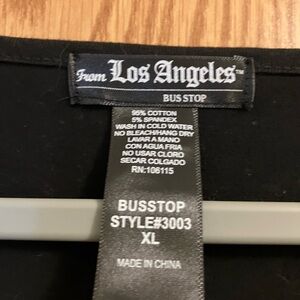 From Los Angeles™
BUS STOP
95% COTTON
5% SPANDEX
WASH IN COLD WATER
NO BLEACH/HANG DRY
LAVAR A MANO
CON AGUA FRIA
NO USAR CLORO
SECAR COLGADO
RN:106115
BUSSTOP
STYLE#3003
XL
MADE IN CHINA